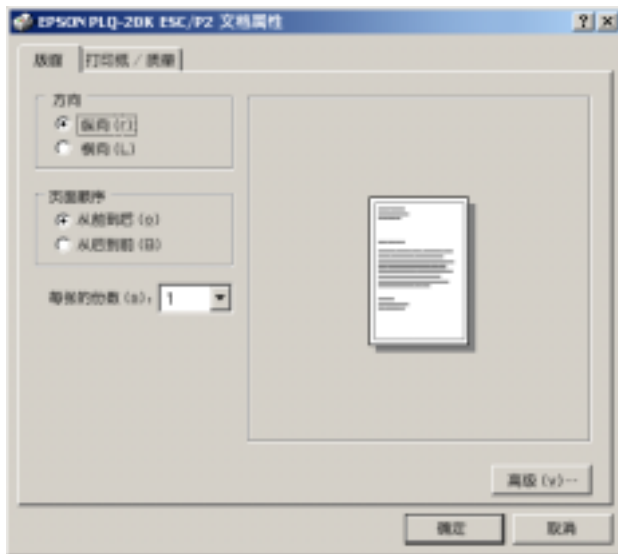 EPSON PLQ-20K ESC/P2 文档属性
版面
打印纸 / 质量
方向
纵向(r)
横向(L)
页面顺序
从前到后(o)
从后到前(B)
每张的份数(a): 1
高级(v)...
确定
取消